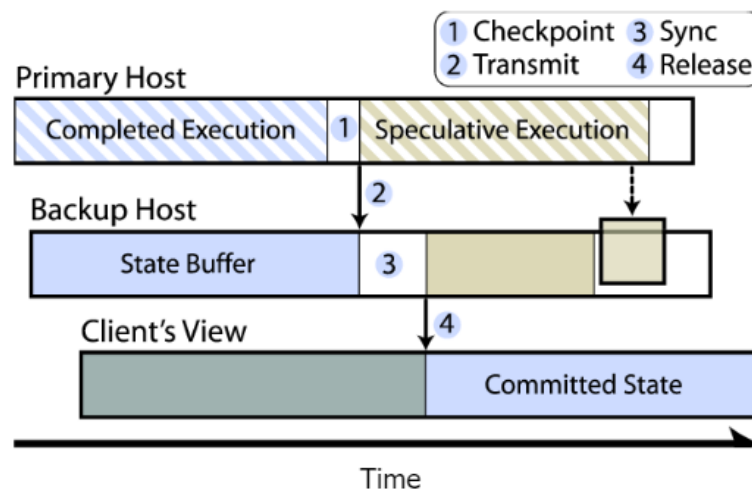 1 Checkpoint 3 Sync
2 Transmit 4 Release
Primary Host
Completed Execution 1 Speculative Execution
2
Backup Host
State Buffer 3
4
Client's View
Committed State
Time